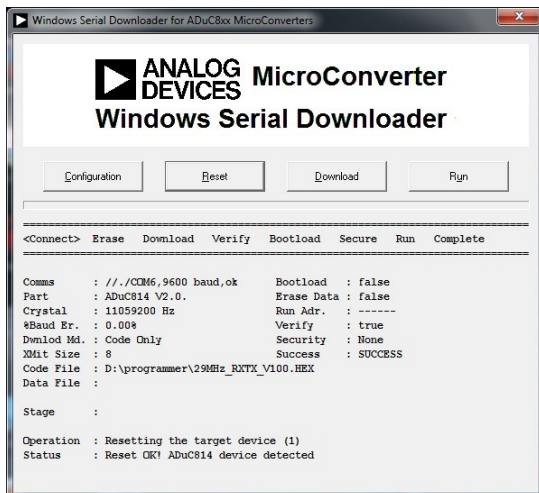 Windows Serial Downloader for ADuC8xx MicroConverters
ANALOG DEVICES MicroConverter
Windows Serial Downloader
Configuration Reset Download Run
<Connect> Erase Download Verify Bootload Secure Run Complete
Comms : //./COM6,9600 baud,ok Bootload : false
Part : ADuC814 V2.0. Erase Data : false
Crystal : 11059200 Hz Run Adr. : ------
%Baud Er. : 0.00% Verify : true
Dwnlod Md. : Code Only Security : None
XMit Size : 8 Success : SUCCESS
Code File : D:\programmer\29MHz_RXTX_V100.HEX
Data File :
Stage :
Operation : Resetting the target device (1)
Status : Reset OK! ADuC814 device detected